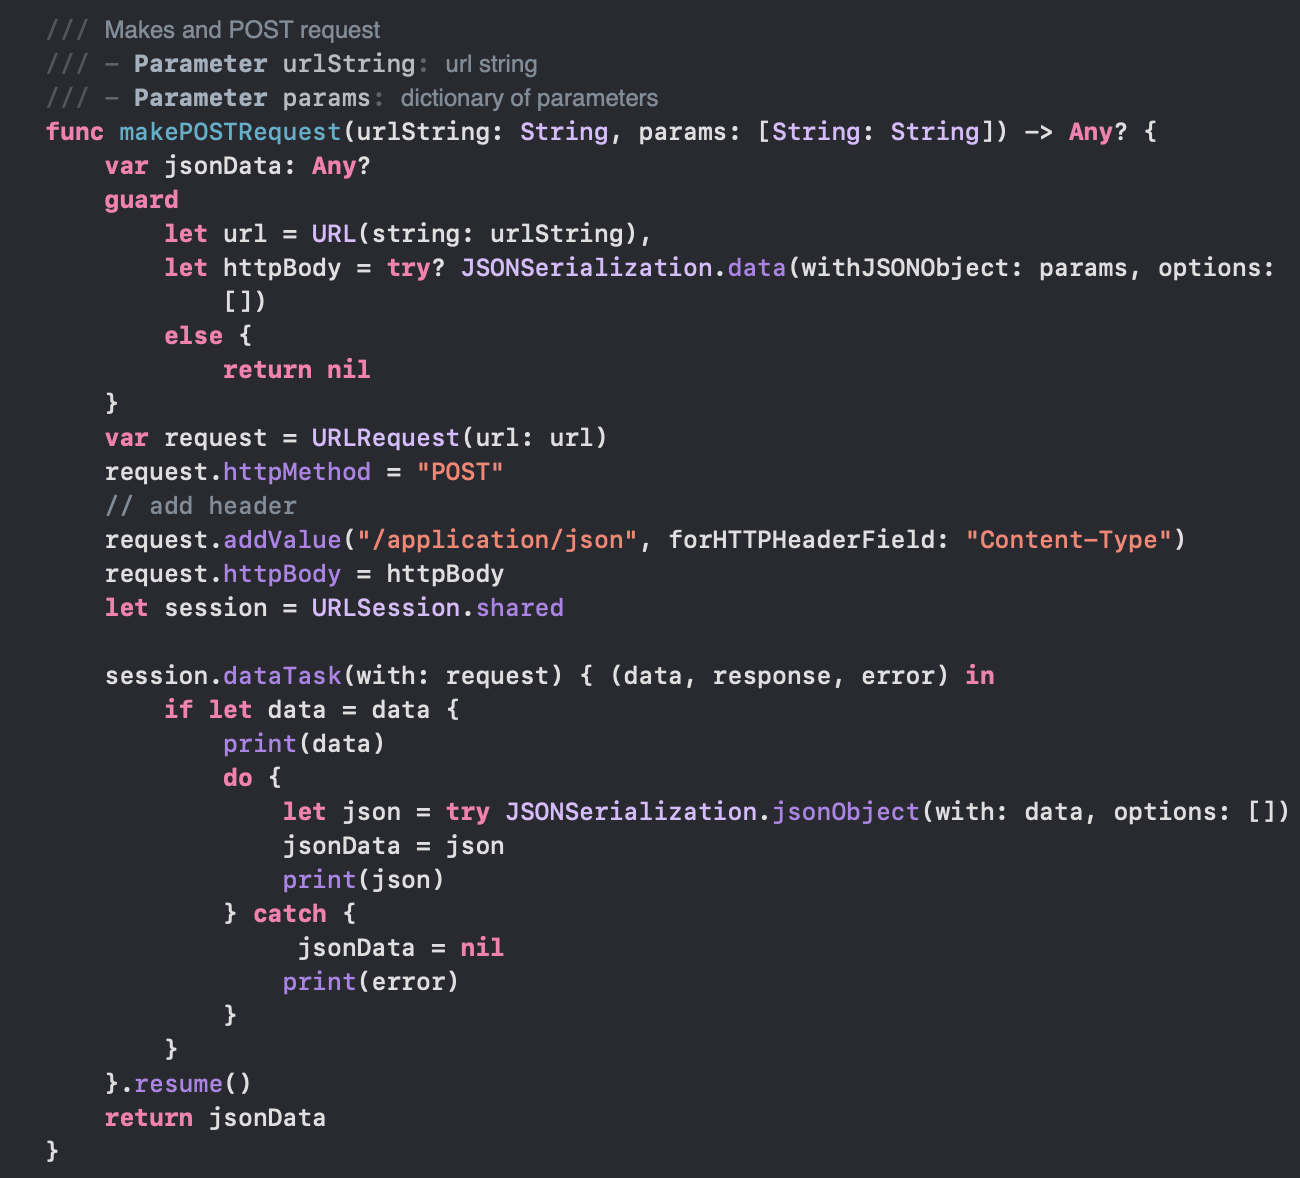 /// Makes and POST request
/// – Parameter urlString: url string
/// – Parameter params: dictionary of parameters
func makePOSTRequest(urlString: String, params: [String: String]) -> Any? {
    var jsonData: Any?
    guard
        let url = URL(string: urlString),
        let httpBody = try? JSONSerialization.data(withJSONObject: params, options:
            [])
        else {
            return nil
    }
    var request = URLRequest(url: url)
    request.httpMethod = "POST"
    // add header
    request.addValue("/application/json", forHTTPHeaderField: "Content-Type")
    request.httpBody = httpBody
    let session = URLSession.shared

    session.dataTask(with: request) { (data, response, error) in
        if let data = data {
            print(data)
            do {
                let json = try JSONSerialization.jsonObject(with: data, options: [])
                jsonData = json
                print(json)
            } catch {
                 jsonData = nil
                print(error)
            }
        }
    }.resume()
    return jsonData
}